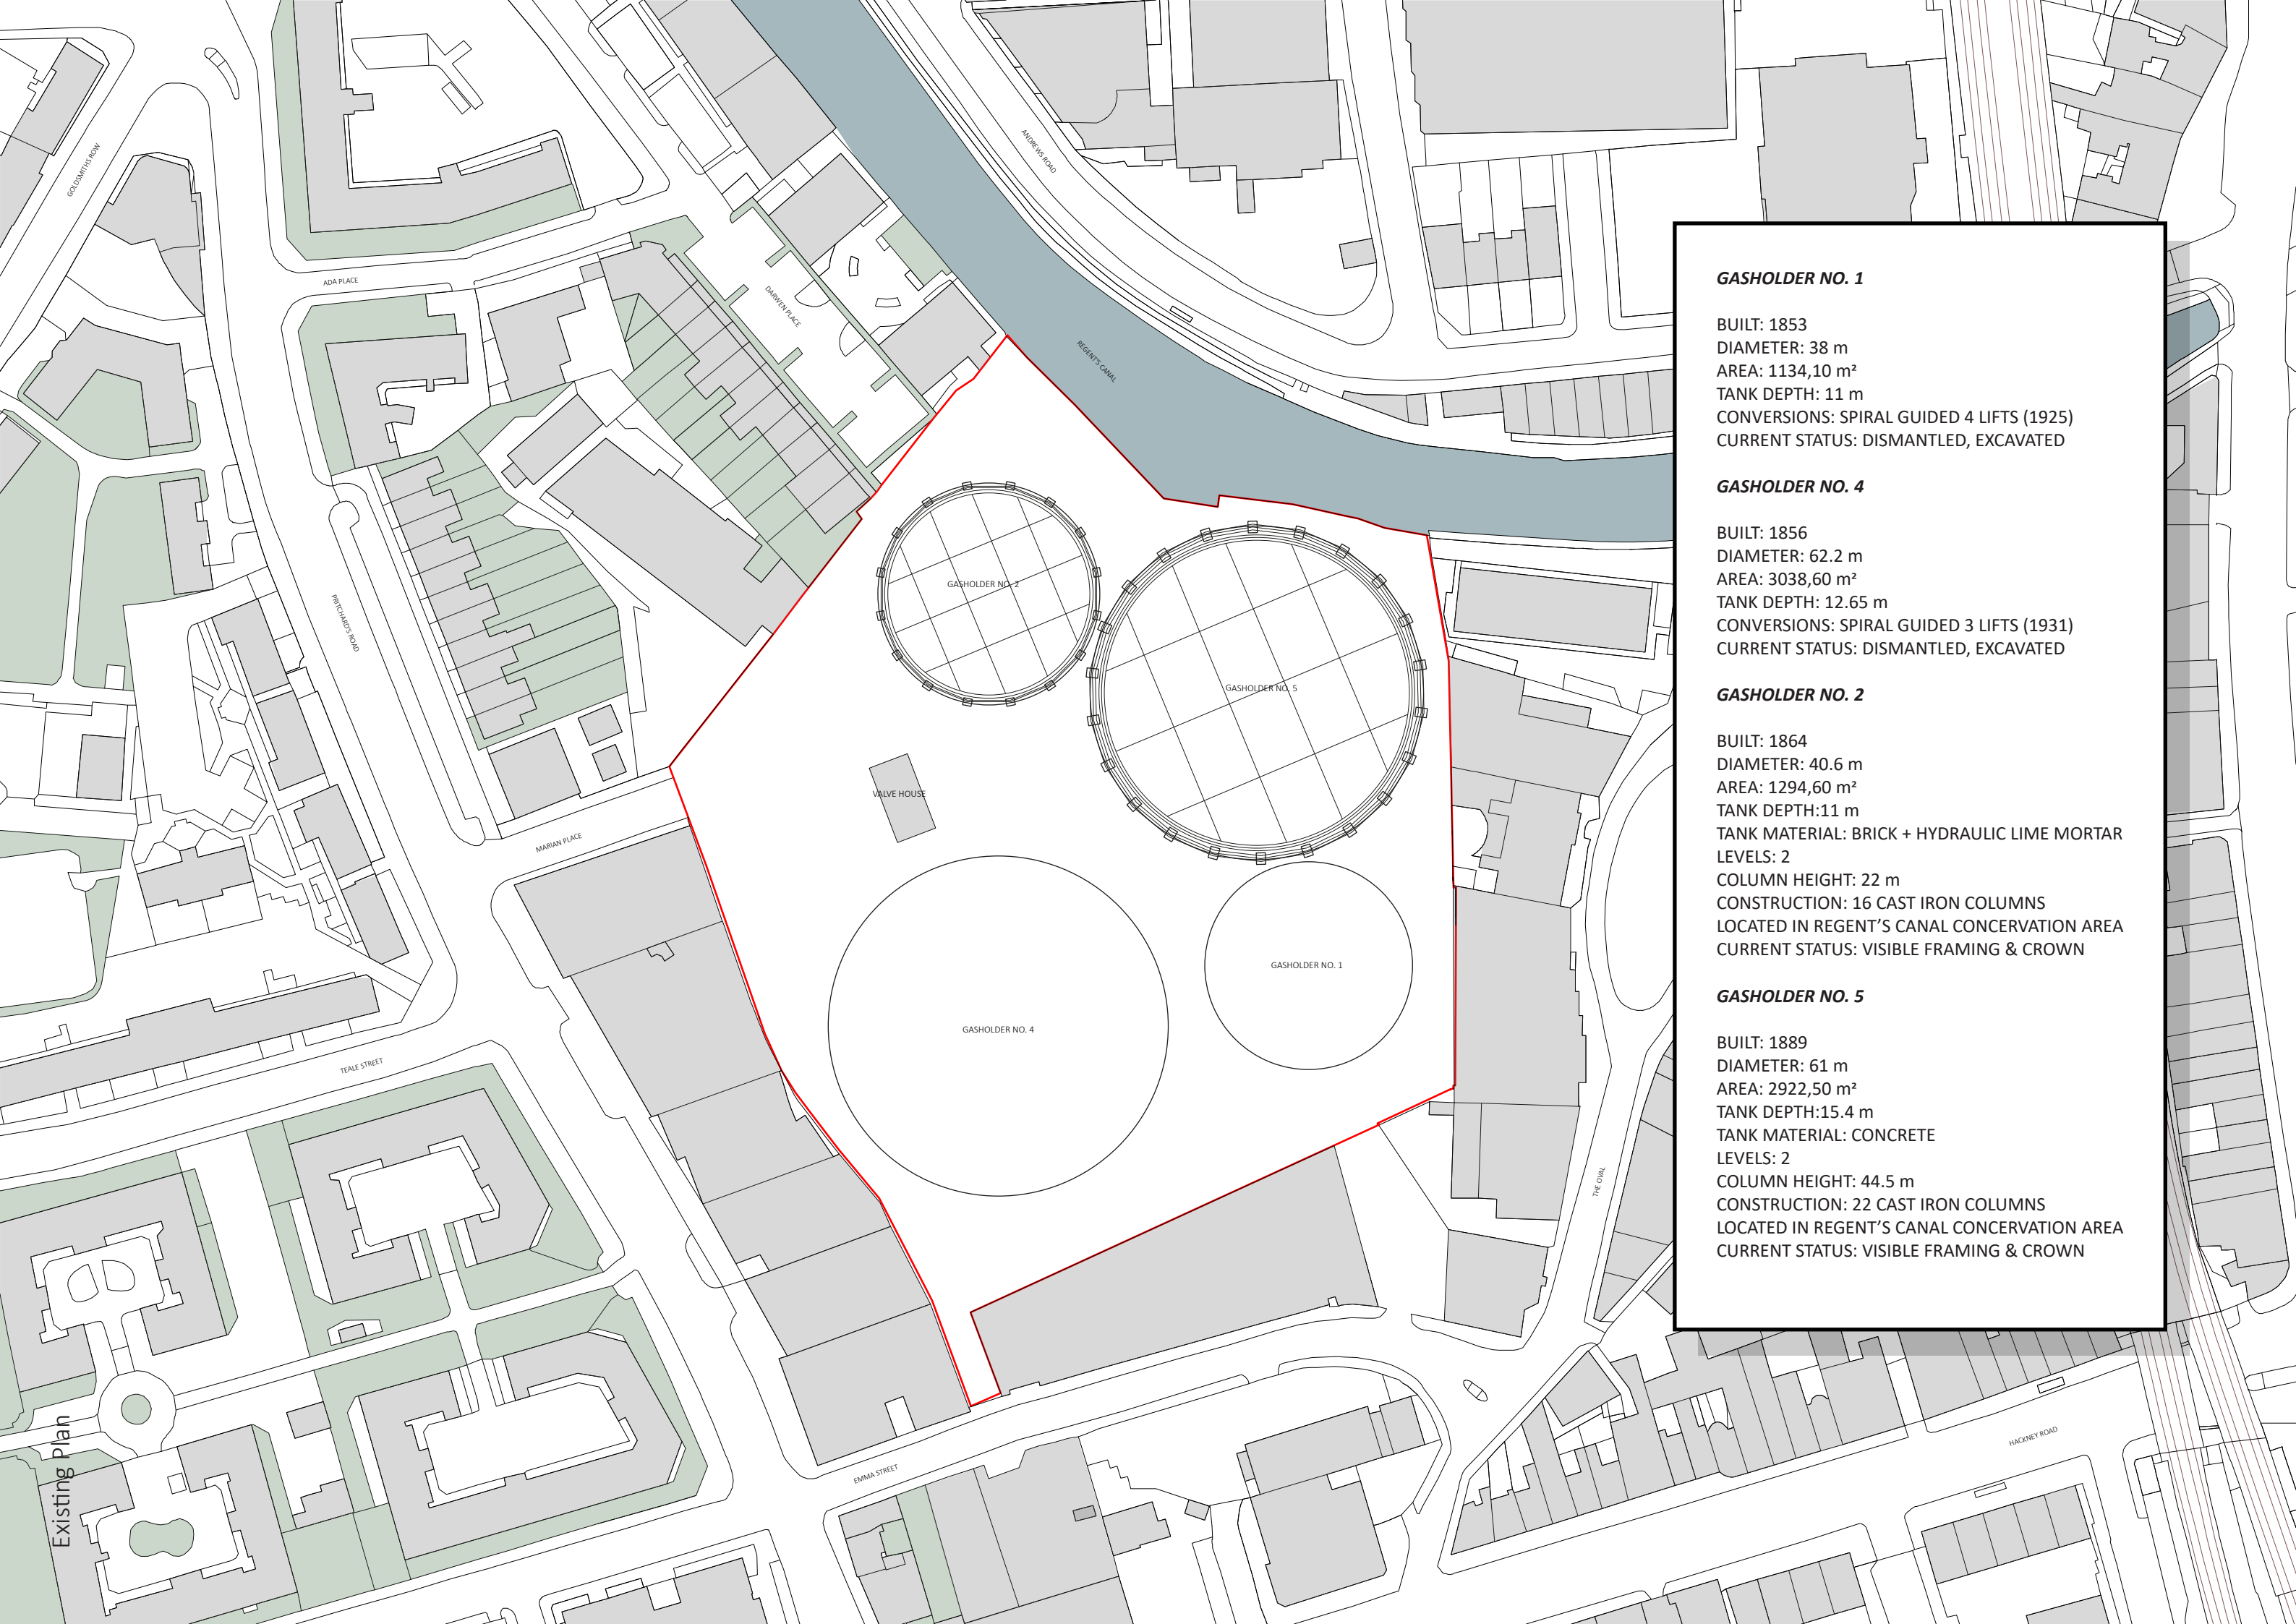 GOLDSMITHS ROW
ADA PLACE
DARWEN PLACE
ANDREWS ROAD
REGENT'S CANAL
PRITCHARD'S ROAD
GASHOLDER NO. 2
GASHOLDER NO. 5
VALVE HOUSE
MARIAN PLACE
GASHOLDER NO. 1
GASHOLDER NO. 4
TEALE STREET
THE OVAL
EMMA STREET
HACKNEY ROAD
Existing Plan
GASHOLDER NO. 1
BUILT: 1853
DIAMETER: 38 m
AREA: 1134,10 m²
TANK DEPTH: 11 m
CONVERSIONS: SPIRAL GUIDED 4 LIFTS (1925)
CURRENT STATUS: DISMANTLED, EXCAVATED
GASHOLDER NO. 4
BUILT: 1856
DIAMETER: 62.2 m
AREA: 3038,60 m²
TANK DEPTH: 12.65 m
CONVERSIONS: SPIRAL GUIDED 3 LIFTS (1931)
CURRENT STATUS: DISMANTLED, EXCAVATED
GASHOLDER NO. 2
BUILT: 1864
DIAMETER: 40.6 m
AREA: 1294,60 m²
TANK DEPTH:11 m
TANK MATERIAL: BRICK + HYDRAULIC LIME MORTAR
LEVELS: 2
COLUMN HEIGHT: 22 m
CONSTRUCTION: 16 CAST IRON COLUMNS
LOCATED IN REGENT’S CANAL CONCERVATION AREA
CURRENT STATUS: VISIBLE FRAMING & CROWN
GASHOLDER NO. 5
BUILT: 1889
DIAMETER: 61 m
AREA: 2922,50 m²
TANK DEPTH:15.4 m
TANK MATERIAL: CONCRETE
LEVELS: 2
COLUMN HEIGHT: 44.5 m
CONSTRUCTION: 22 CAST IRON COLUMNS
LOCATED IN REGENT’S CANAL CONCERVATION AREA
CURRENT STATUS: VISIBLE FRAMING & CROWN